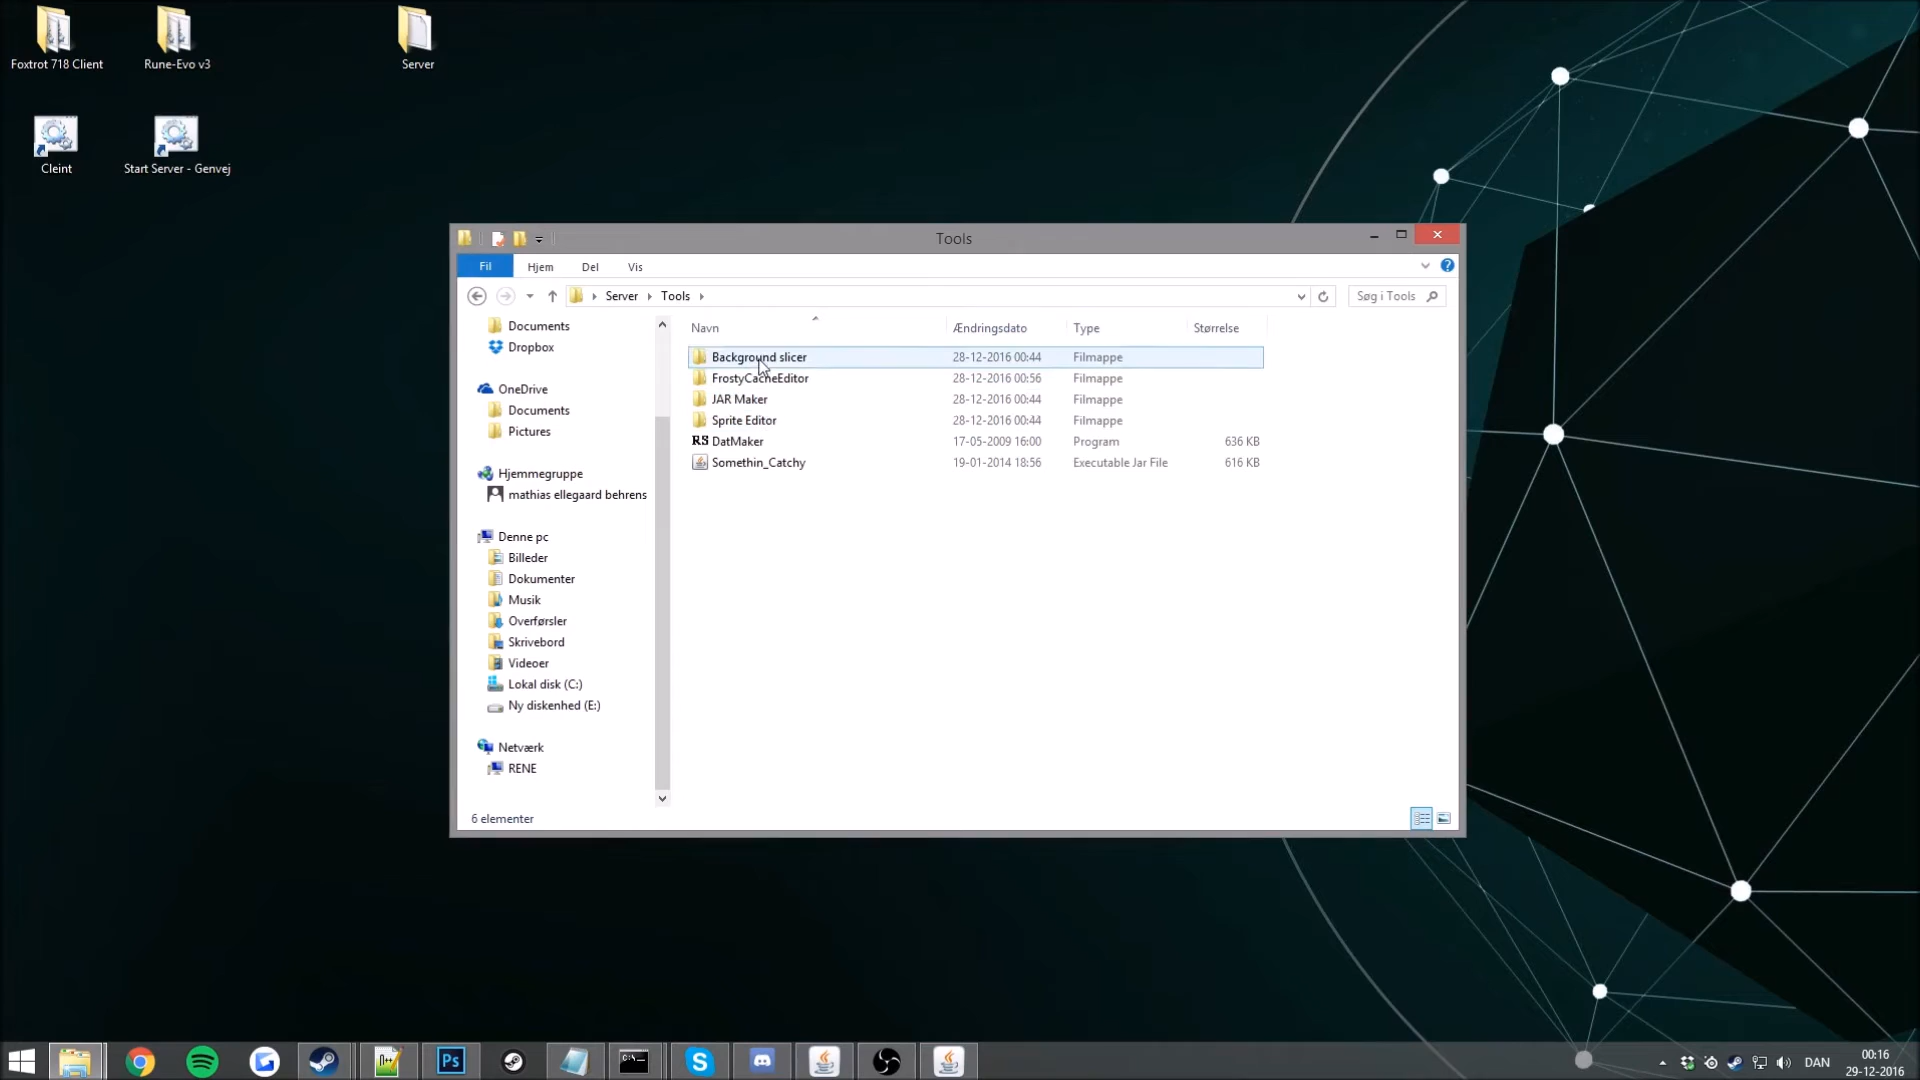 Foxtrot 718 Client
Rune-Evo v3
Server
Cleint
Start Server - Genvej
Tools
Fil
Hjem
Del
Vis
Server
Tools
Søg i Tools
Documents
Dropbox
OneDrive
Documents
Pictures
Hjemmegruppe
mathias ellegaard behrens
Denne pc
Billeder
Dokumenter
Musik
Overførsler
Skrivebord
Videoer
Lokal disk (C:)
Ny diskenhed (E:)
Netværk
RENE
Navn Ændringsdato Type Størrelse
Background slicer 28-12-2016 00:44 Filmappe
FrostyCacheEditor 28-12-2016 00:56 Filmappe
JAR Maker 28-12-2016 00:44 Filmappe
Sprite Editor 28-12-2016 00:44 Filmappe
RS DatMaker 17-05-2009 16:00 Program 636 KB
Somethin_Catchy 19-01-2014 18:56 Executable Jar File 616 KB
6 elementer
Ps
DAN
00:16
29-12-2016